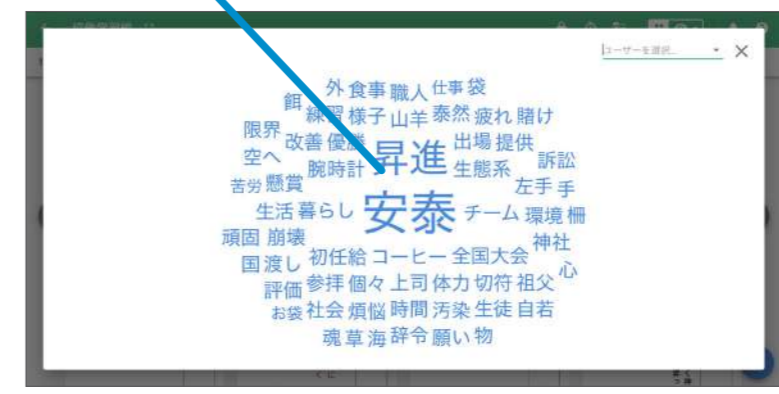 ユーザーを選択...
外 食事 職人 仕事 袋
餌 練習 様子 山羊 泰然 疲れ 賭け
限界 改善 優勝 昇進 出場 提供
空へ 腕時計 生態系 訴訟
苦労 懸賞 左手 手
生活 暮らし 安泰 チーム 環境 柵
頑固 崩壊 神社
国 渡し 初任給 コーヒー 全国大会 心
評価 参拝 個々 上司 体力 切符 祖父
お袋 社会 煩悩 時間 汚染 生徒 自若
魂 草 海 辞令 願い 物